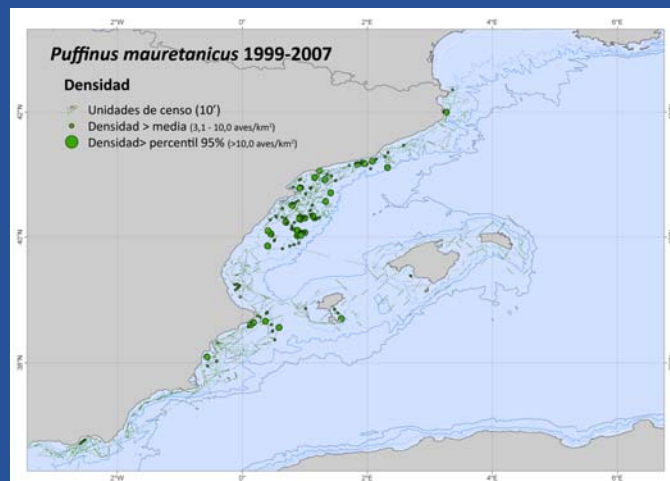 2°W
0°
2°E
4°E
6°E
Puffinus mauretanicus 1999-2007
Densidad
Unidades de censo (10')
Densidad > media (3,1 - 10,0 aves/km²)
Densidad> percentil 95% (>10,0 aves/km²)
42°N
40°N
38°N
2°W
0°
2°E
4°E
6°E